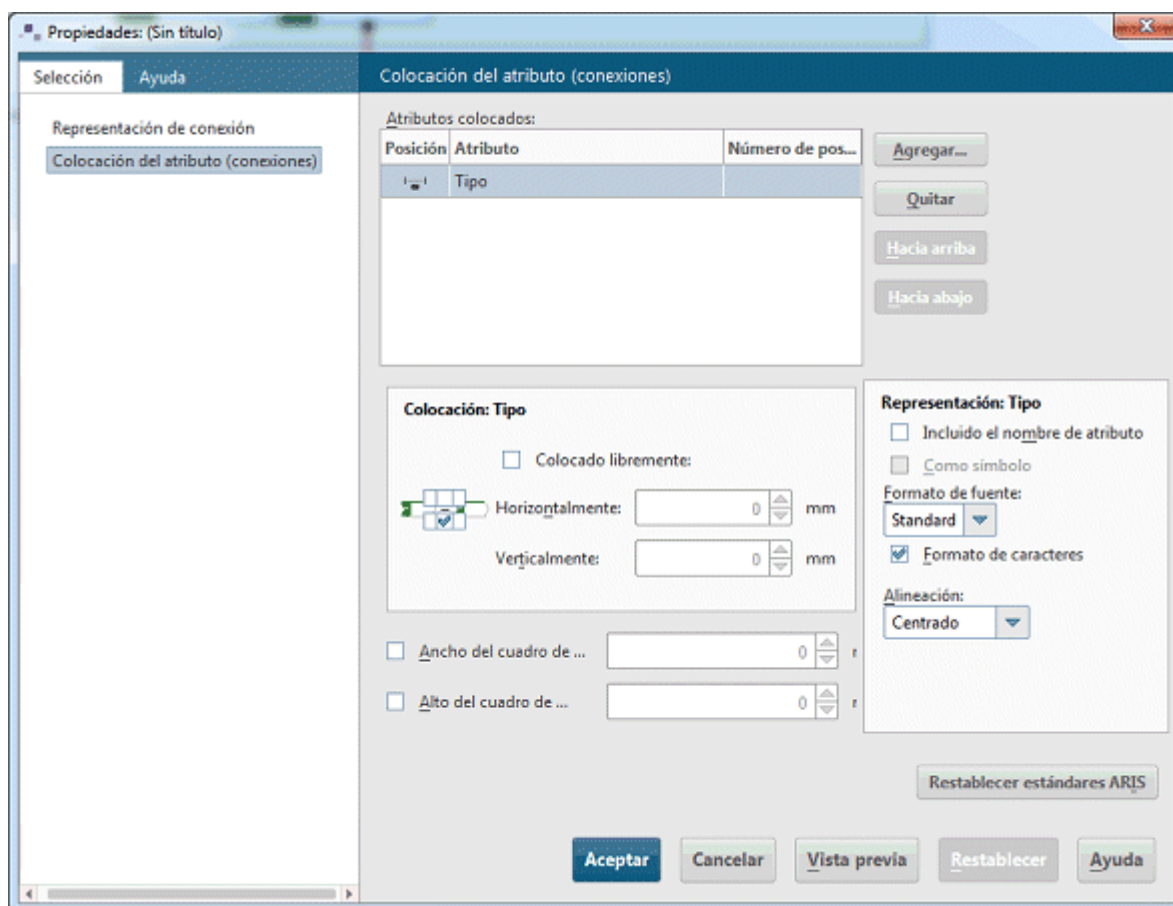 Propiedades: (Sin título)
Selección
Ayuda
Representación de conexión
Colocación del atributo (conexiones)
Colocación del atributo (conexiones)
Atributos colocados:
Posición Atributo Número de pos...
Tipo
Agregar...
Quitar
Hacia arriba
Hacia abajo
Colocación: Tipo
Colocado libremente:
Horizontalmente: 0 mm
Verticalmente: 0 mm
Ancho del cuadro de ... 0
Alto del cuadro de ... 0
Representación: Tipo
Incluido el nombre de atributo
Como símbolo
Formato de fuente:
Standard
Formato de caracteres
Alineación:
Centrado
Restablecer estándares ARIS
Aceptar
Cancelar
Vista previa
Restablecer
Ayuda